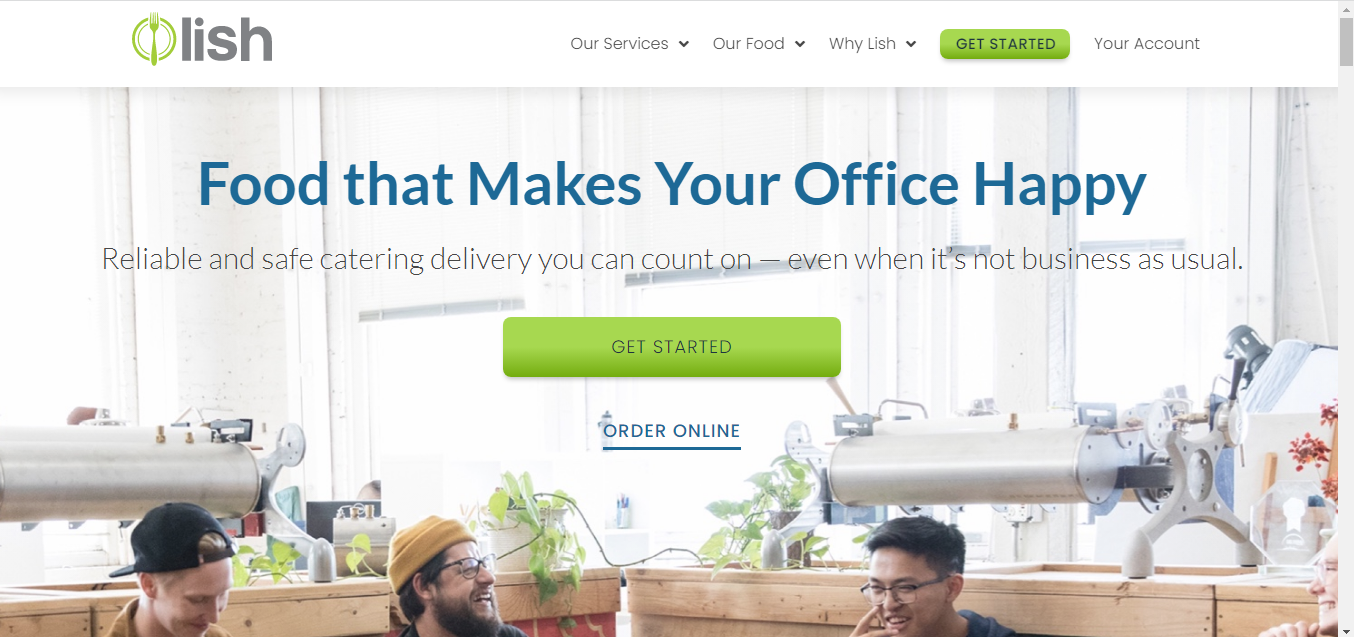 lish
Our Services Our Food Why Lish GET STARTED Your Account
Food that Makes Your Office Happy
Reliable and safe catering delivery you can count on — even when it's not business as usual.
GET STARTED
ORDER ONLINE